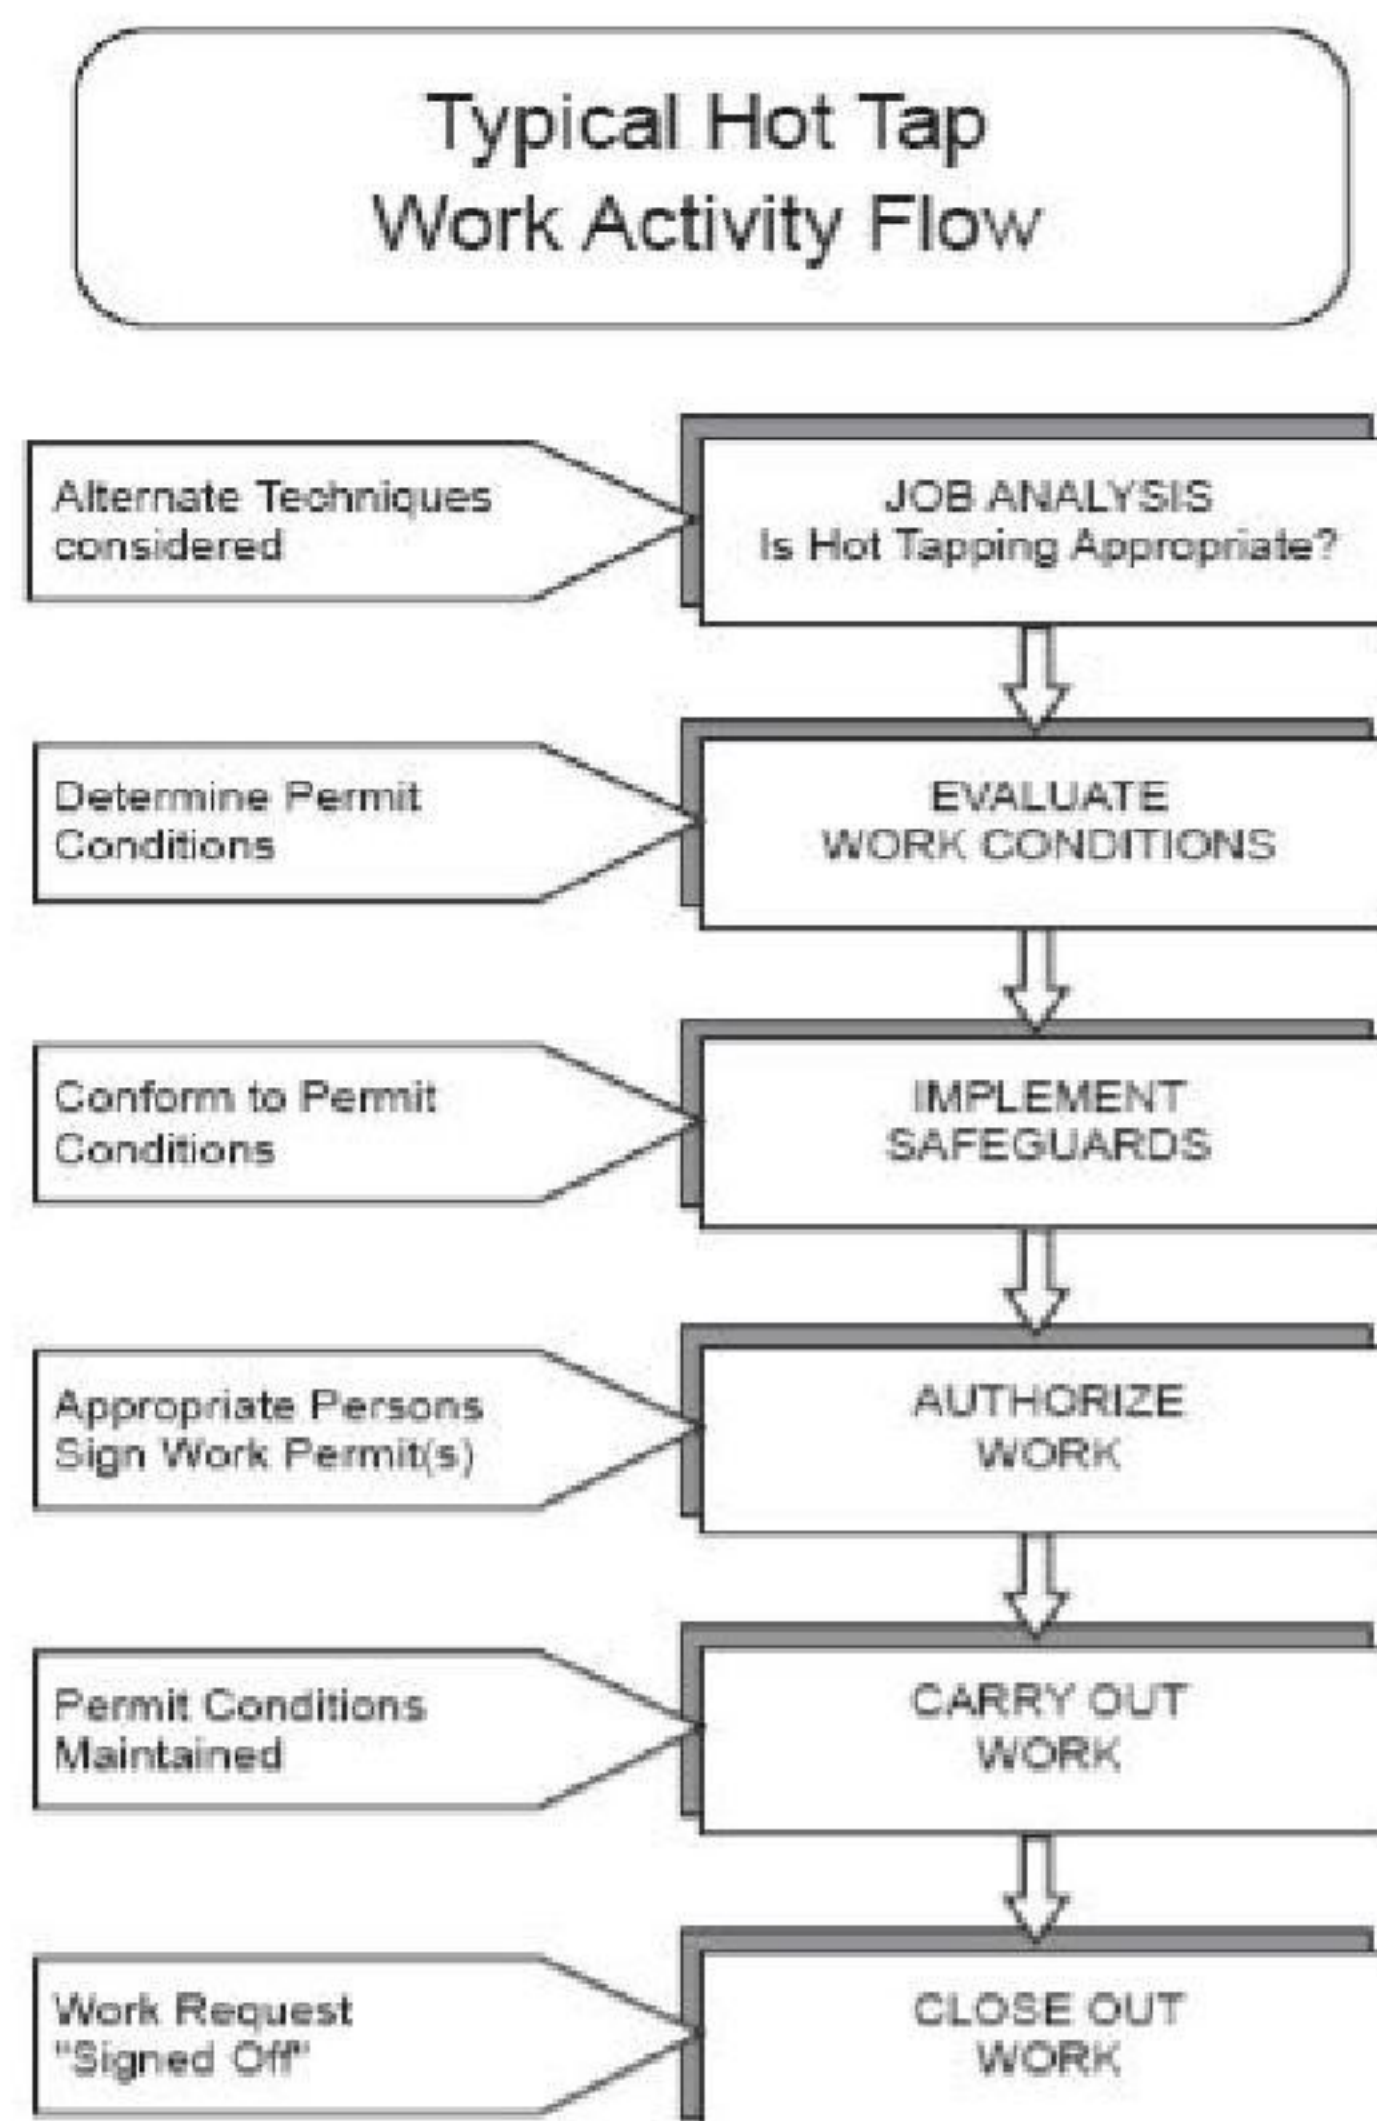 Typical Hot Tap
Work Activity Flow
Alternate Techniques
considered
JOB ANALYSIS
Is Hot Tapping Appropriate?
Determine Permit
Conditions
EVALUATE
WORK CONDITIONS
Conform to Permit
Conditions
IMPLEMENT
SAFEGUARDS
Appropriate Persons
Sign Work Permit(s)
AUTHORIZE
WORK
Permit Conditions
Maintained
CARRY OUT
WORK
Work Request
"Signed Off"
CLOSE OUT
WORK